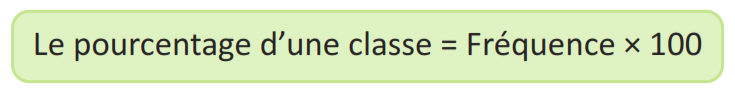 Le pourcentage d’une classe = Fréquence × 100